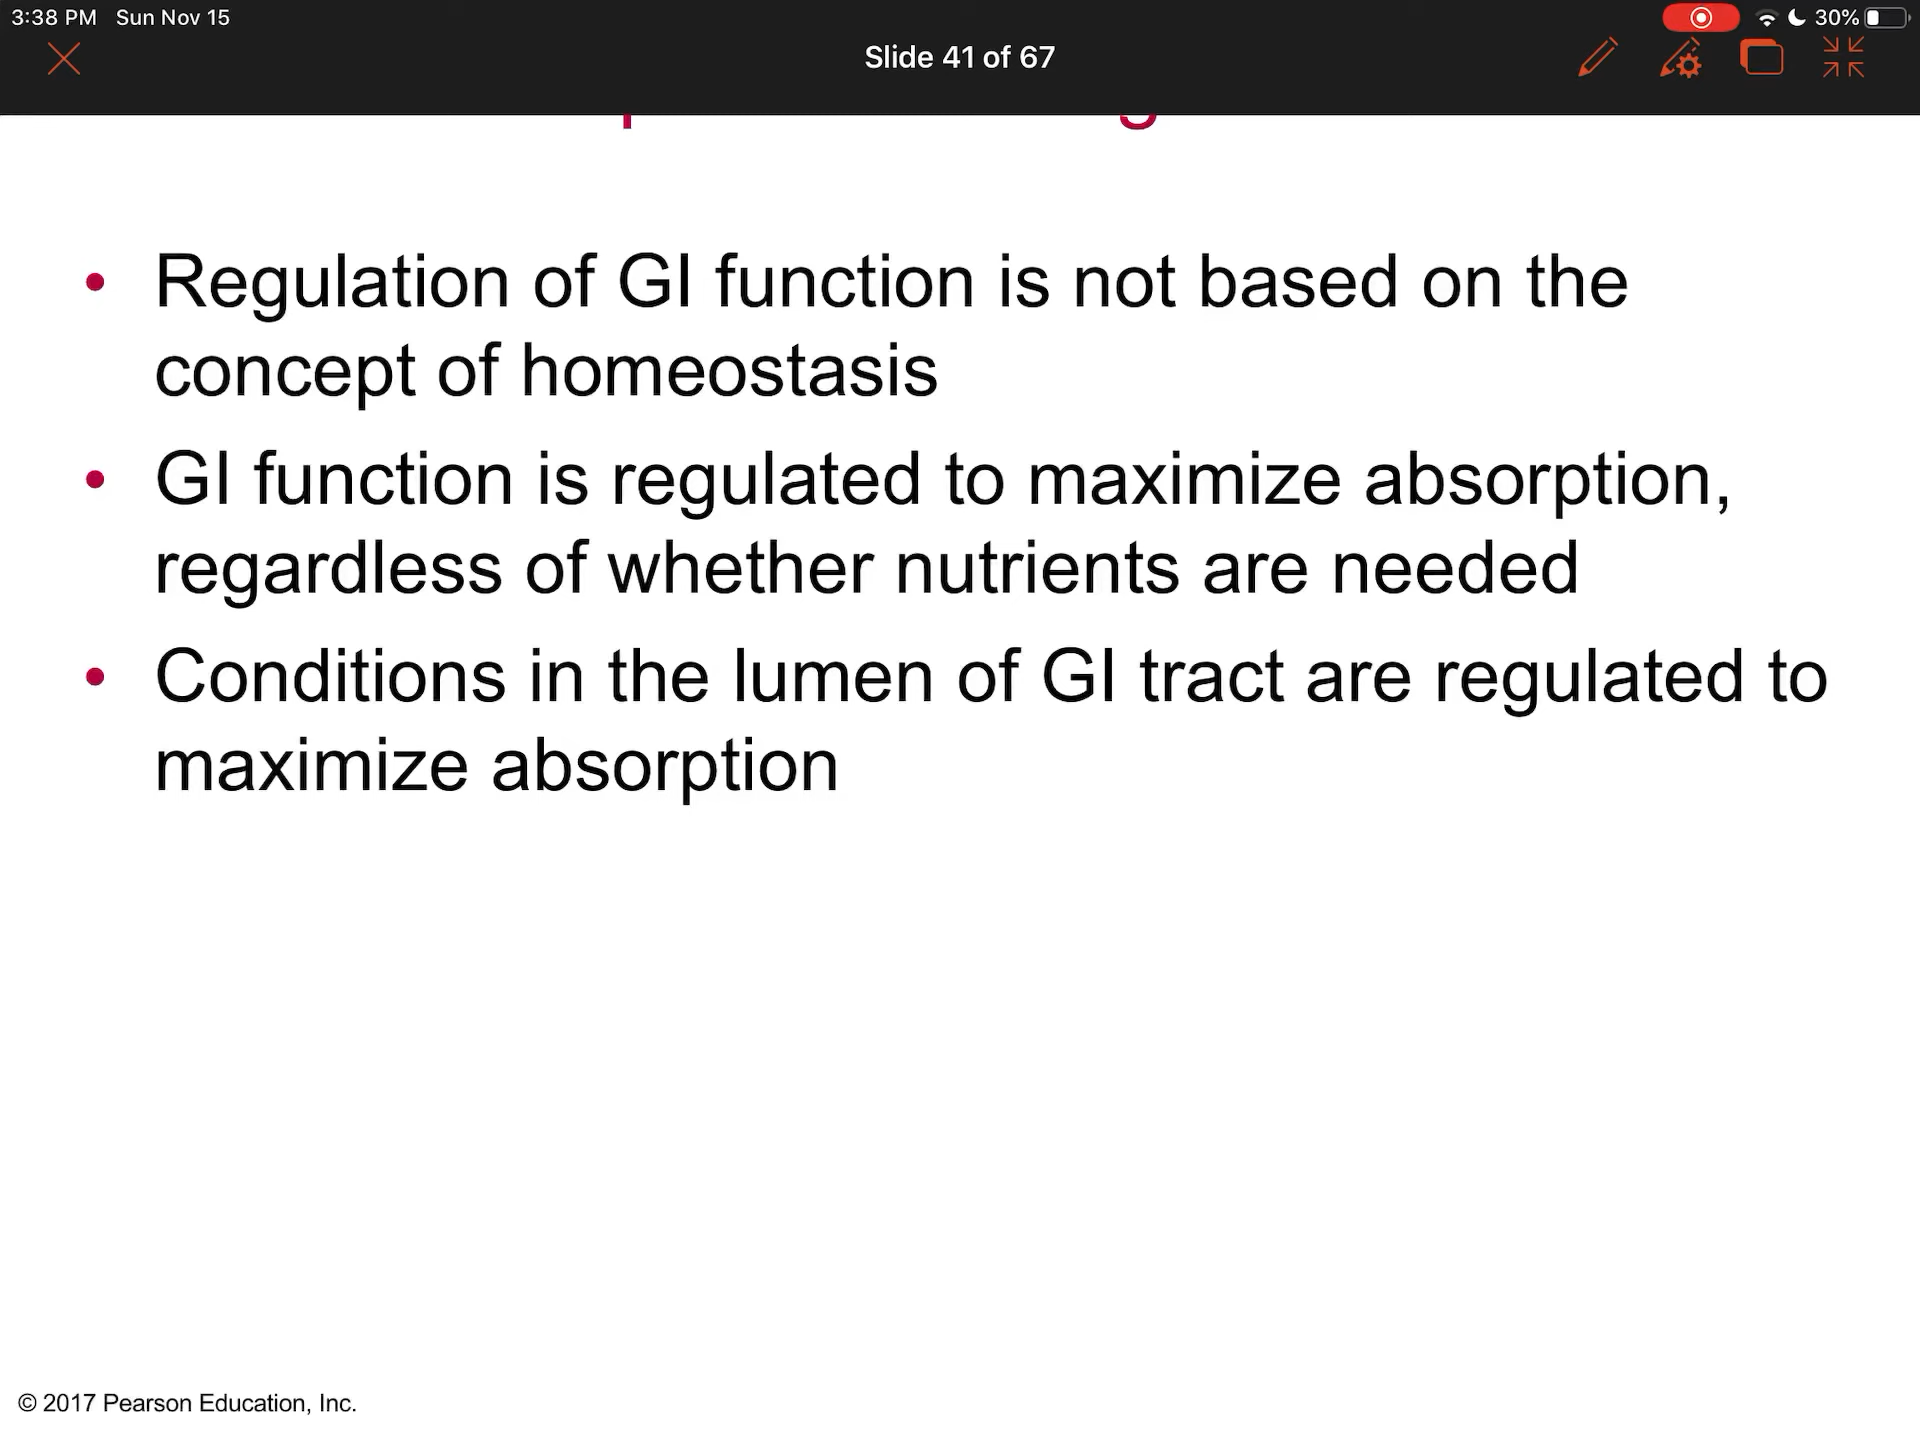 3:38 PM Sun Nov 15
30%
Slide 41 of 67
• Regulation of GI function is not based on the
concept of homeostasis
• GI function is regulated to maximize absorption,
regardless of whether nutrients are needed
• Conditions in the lumen of GI tract are regulated to
maximize absorption
© 2017 Pearson Education, Inc.